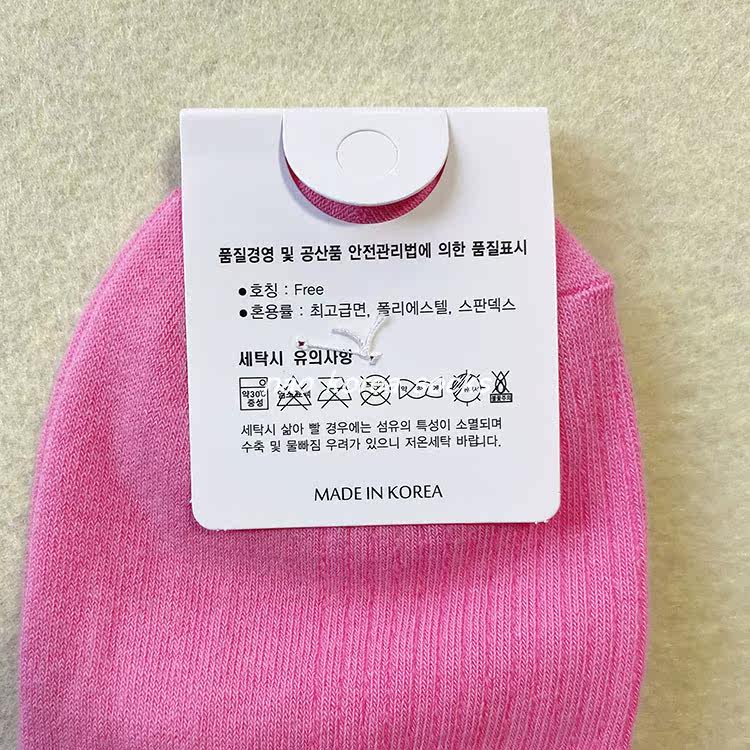 품질경영 및 공산품 안전관리법에 의한 품질표시
●호칭 : Free
●혼용률 : 최고급면, 폴리에스텔, 스판덱스
세탁시 유의사항
약30℃
중성
세탁시 삶아 빨 경우에는 섬유의 특성이 소멸되며
수축 및 물빠짐 우려가 있으니 저온세탁 바랍니다.
MADE IN KOREA